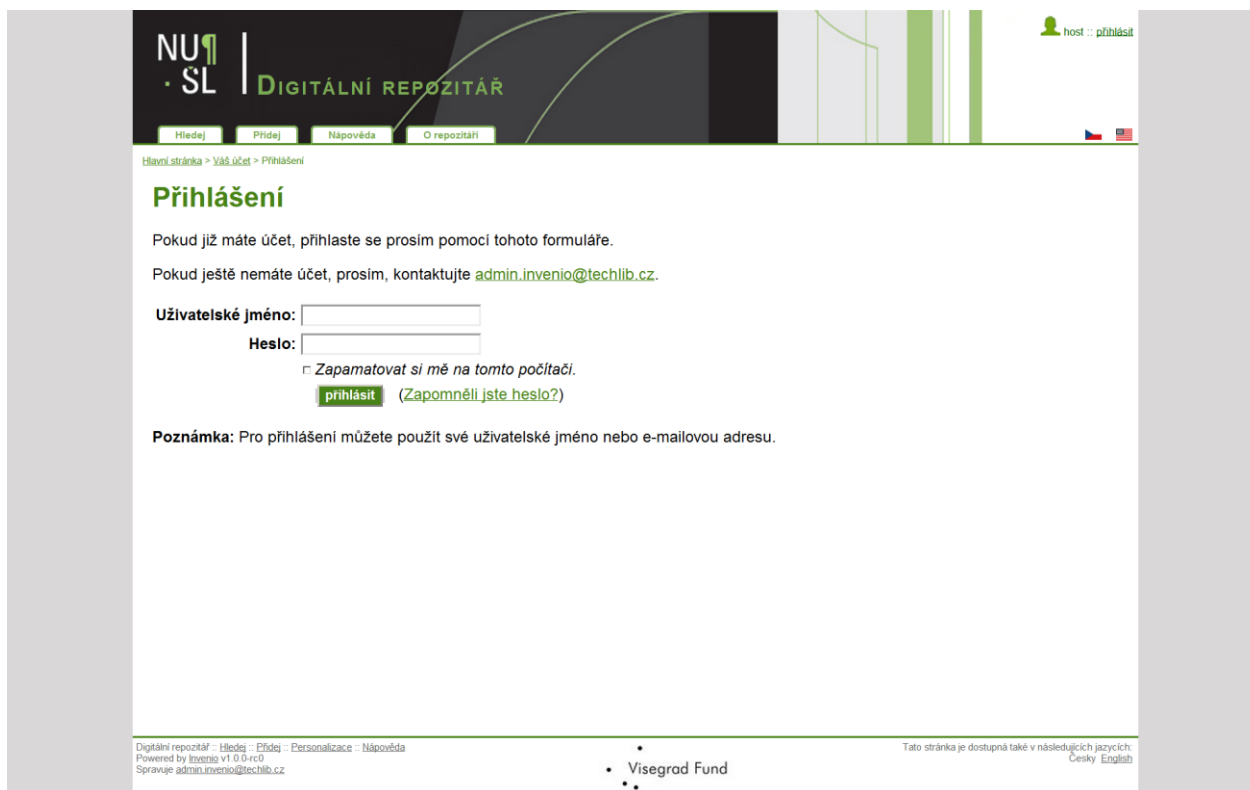 NU¶
· ŠL
DIGITÁLNÍ REPOZITÁŘ
host :: přihlásit
Hledej Přidej Nápověda O repozitáři
Hlavní stránka > Váš účet > Přihlášení
Přihlášení
Pokud již máte účet, přihlaste se prosím pomocí tohoto formuláře.
Pokud ještě nemáte účet, prosím, kontaktujte admin.invenio@techlib.cz.
Uživatelské jméno:
Heslo:
Zapamatovat si mě na tomto počítači.
přihlásit (Zapomněli jste heslo?)
Poznámka: Pro přihlášení můžete použít své uživatelské jméno nebo e-mailovou adresu.
Digitální repozitář :: Hledej :: Přidej :: Personalizace :: Nápověda
Powered by Invenio v1.0.0-rc0
Spravuje admin.invenio@techlib.cz
Visegrad Fund
Tato stránka je dostupná také v následujících jazycích:
Česky English